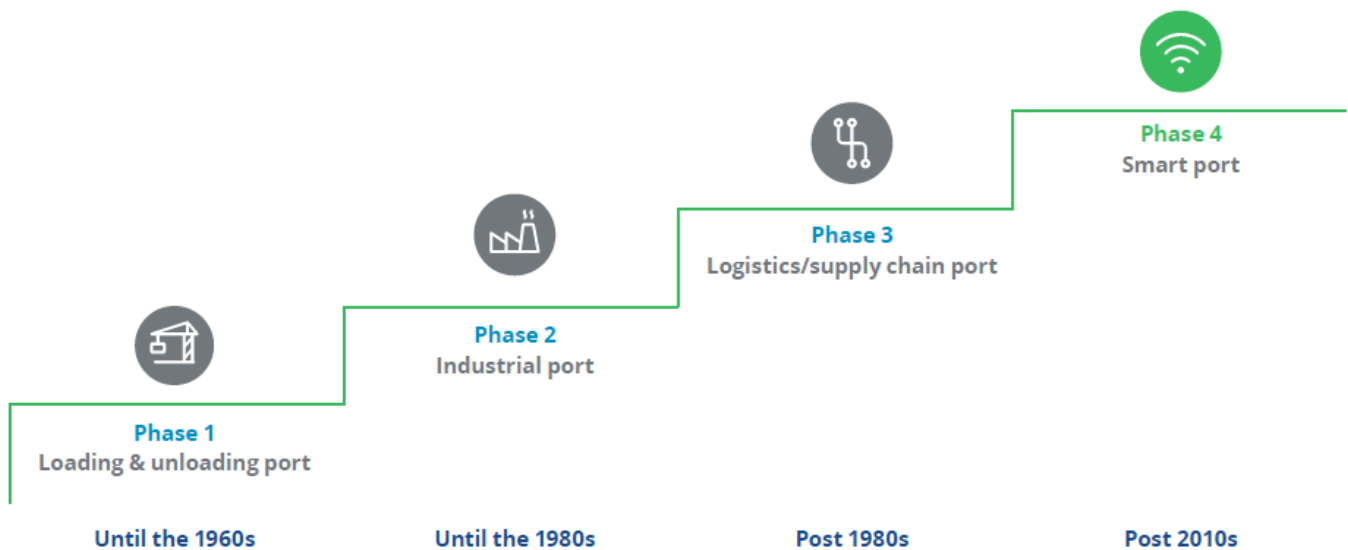 Phase 1
Loading & unloading port
Until the 1960s
Phase 2
Industrial port
Until the 1980s
Phase 3
Logistics/supply chain port
Post 1980s
Phase 4
Smart port
Post 2010s